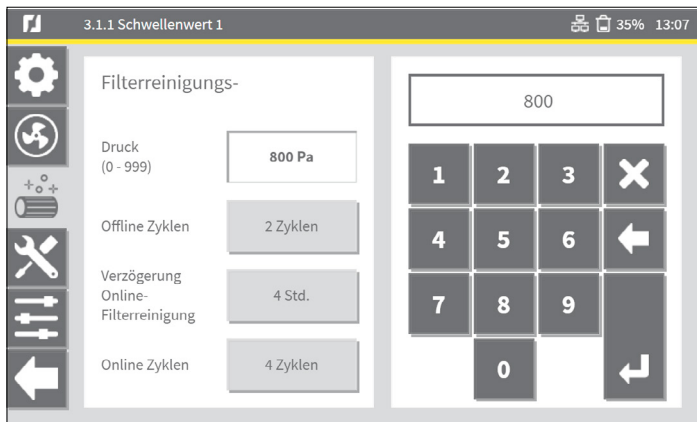 3.1.1 Schwellenwert 1
35% 13:07
Filterreinigungs-
Druck
(0 - 999)
800 Pa
Offline Zyklen
2 Zyklen
Verzögerung
Online-
Filterreinigung
4 Std.
Online Zyklen
4 Zyklen
800
1 2 3
4 5 6
7 8 9
0